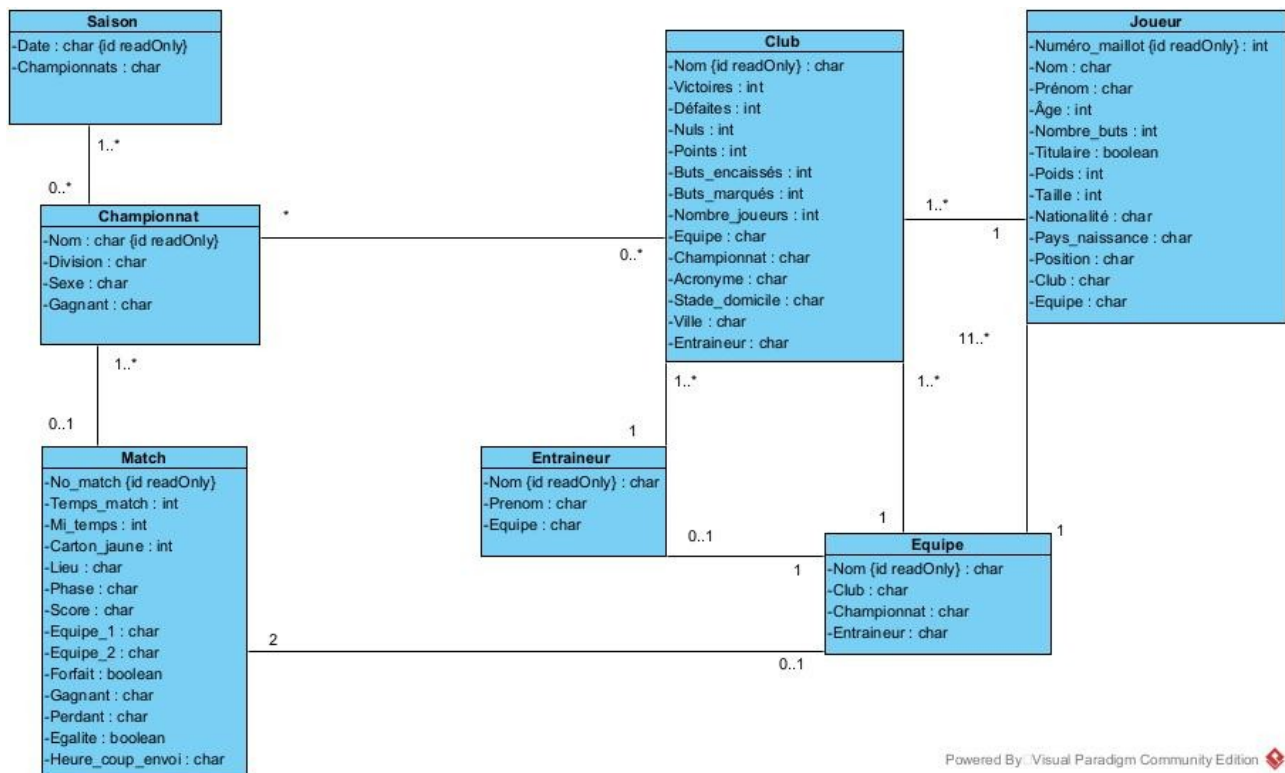 Saison
-Date : char {id readOnly}
-Championnats : char
1..*
0..*
Championnat
-Nom : char {id readOnly}
-Division : char
-Sexe : char
-Gagnant : char
*
0..*
1..*
0..1
Match
-No_match {id readOnly}
-Temps_match : int
-Mi_temps : int
-Carton_jaune : int
-Lieu : char
-Phase : char
-Score : char
-Equipe_1 : char
-Equipe_2 : char
-Forfait : boolean
-Gagnant : char
-Perdant : char
-Egalite : boolean
-Heure_coup_envoi : char
Club
-Nom {id readOnly} : char
-Victoires : int
-Défaites : int
-Nuls : int
-Points : int
-Buts_encaissés : int
-Buts_marqués : int
-Nombre_joueurs : int
-Equipe : char
-Championnat : char
-Acronyme : char
-Stade_domicile : char
-Ville : char
-Entraineur : char
1..*
1
Joueur
-Numéro_maillot {id readOnly} : int
-Nom : char
-Prénom : char
-Âge : int
-Nombre_buts : int
-Titulaire : boolean
-Poids : int
-Taille : int
-Nationalité : char
-Pays_naissance : char
-Position : char
-Club : char
-Equipe : char
11..*
1
1..*
1
1..*
1
Entraineur
-Nom {id readOnly} : char
-Prenom : char
-Equipe : char
0..1
1
Equipe
-Nom {id readOnly} : char
-Club : char
-Championnat : char
-Entraineur : char
2
0..1
Powered By Visual Paradigm Community Edition